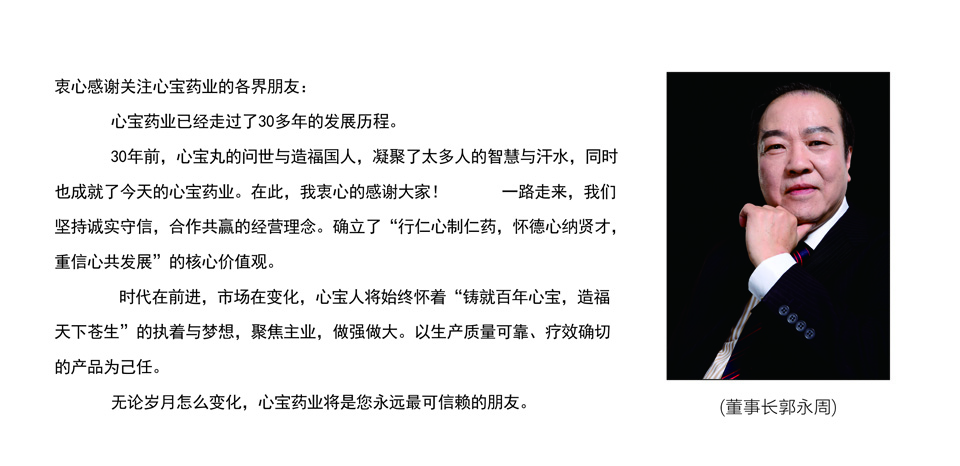 衷心感谢关注心宝药业的各界朋友：
心宝药业已经走过了30多年的发展历程。
30年前，心宝丸的问世与造福国人，凝聚了太多人的智慧与汗水，同时
也成就了今天的心宝药业。在此，我衷心的感谢大家！ 一路走来，我们
坚持诚实守信，合作共赢的经营理念。确立了“行仁心制仁药，怀德心纳贤才，
重信心共发展”的核心价值观。
时代在前进，市场在变化，心宝人将始终怀着“铸就百年心宝，造福
天下苍生”的执着与梦想，聚焦主业，做强做大。以生产质量可靠、疗效确切
的产品为己任。
无论岁月怎么变化，心宝药业将是您永远最可信赖的朋友。
(董事长郭永周)